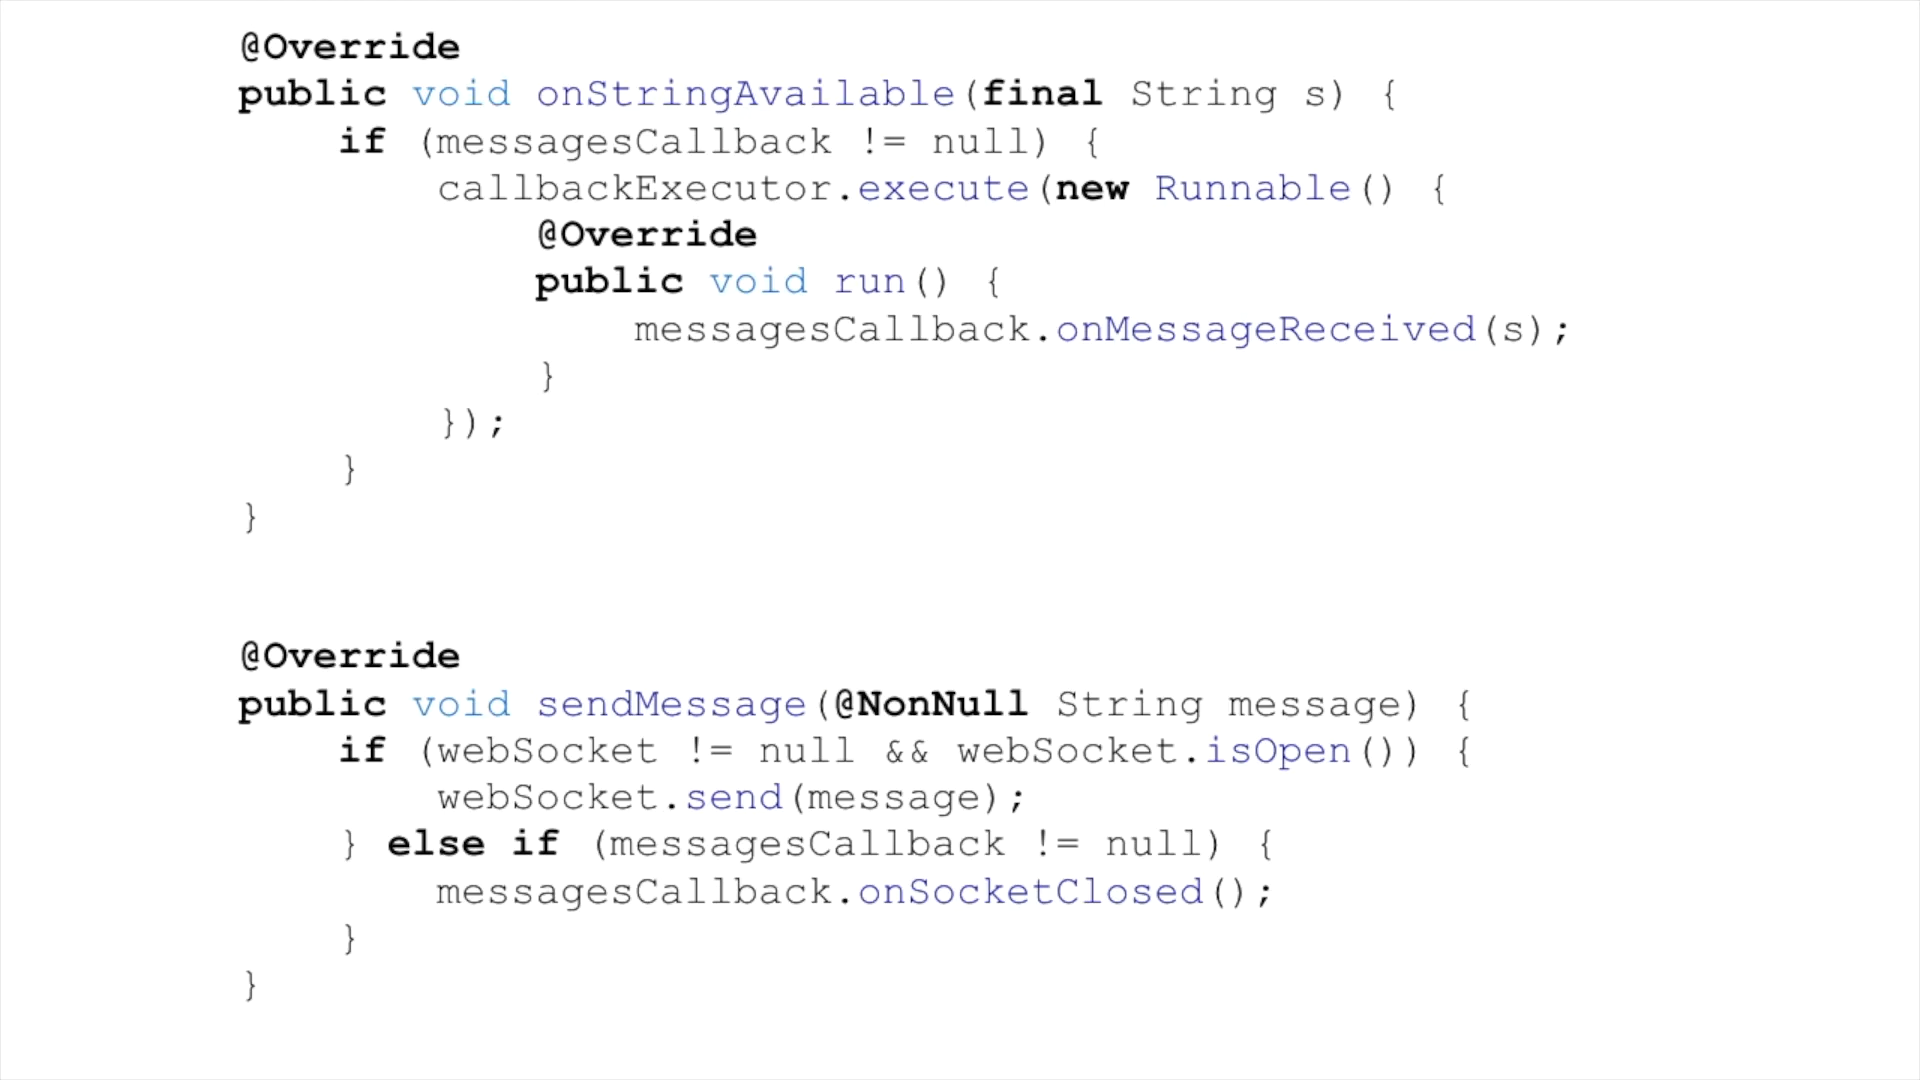 @Override
public void onStringAvailable(final String s) {
if (messagesCallback != null) {
callbackExecutor.execute(new Runnable() {
@Override
public void run() {
messagesCallback.onMessageReceived(s);
}
});
}
}
@Override
public void sendMessage(@NonNull String message) {
if (webSocket != null && webSocket.isOpen()) {
webSocket.send(message);
} else if (messagesCallback != null) {
messagesCallback.onSocketClosed();
}
}